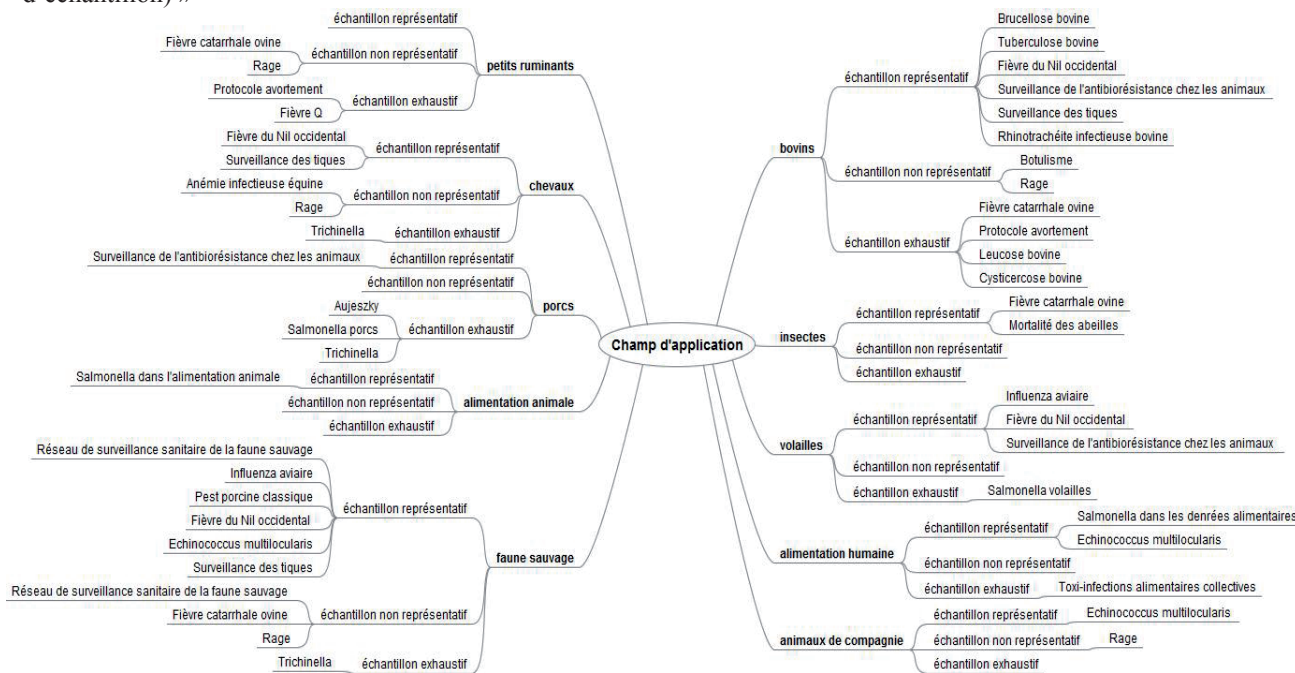 d'échantillon) //
échantillon représentatif
Fièvre catarrhale ovine
échantillon non représentatif
Rage
petits ruminants
Protocole avortement
échantillon exhaustif
Fièvre Q
Fièvre du Nil occidental
échantillon représentatif
Surveillance des tiques
Anémie infectieuse équine
chevaux
échantillon non représentatif
Rage
Trichinella
échantillon exhaustif
Surveillance de l'antibiorésistance chez les animaux
échantillon représentatif
échantillon non représentatif
Aujeszky
porcs
Salmonella porcs
échantillon exhaustif
Trichinella
Salmonella dans l'alimentation animale
échantillon représentatif
échantillon non représentatif
alimentation animale
échantillon exhaustif
Réseau de surveillance sanitaire de la faune sauvage
Influenza aviaire
Pest porcine classique
échantillon représentatif
Fièvre du Nil occidental
Echinococcus multilocularis
Surveillance des tiques
faune sauvage
Réseau de surveillance sanitaire de la faune sauvage
Fièvre catarrhale ovine
échantillon non représentatif
Rage
Trichinella
échantillon exhaustif
Champ d'application
Brucellose bovine
Tuberculose bovine
Fièvre du Nil occidental
échantillon représentatif
Surveillance de l'antibiorésistance chez les animaux
Surveillance des tiques
Rhinotrachéite infectieuse bovine
bovins
Botulisme
échantillon non représentatif
Rage
Fièvre catarrhale ovine
Protocole avortement
échantillon exhaustif
Leucose bovine
Cysticercose bovine
Fièvre catarrhale ovine
échantillon représentatif
Mortalité des abeilles
insectes
échantillon non représentatif
échantillon exhaustif
Influenza aviaire
échantillon représentatif
Fièvre du Nil occidental
Surveillance de l'antibiorésistance chez les animaux
volailles
échantillon non représentatif
échantillon exhaustif
Salmonella volailles
Salmonella dans les denrées alimentaires
échantillon représentatif
Echinococcus multilocularis
alimentation humaine
échantillon non représentatif
échantillon exhaustif
Toxi-infections alimentaires collectives
échantillon représentatif
Echinococcus multilocularis
animaux de compagnie
échantillon non représentatif
Rage
échantillon exhaustif